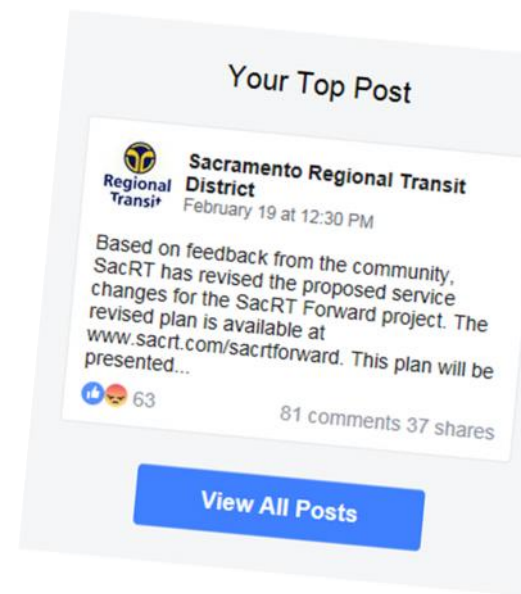 Your Top Post
Regional
Transit
Sacramento Regional Transit
District
February 19 at 12:30 PM
Based on feedback from the community,
SacRT has revised the proposed service
changes for the SacRT Forward project. The
revised plan is available at
www.sacrt.com/sacrtforward. This plan will be
presented...
63
81 comments 37 shares
View All Posts